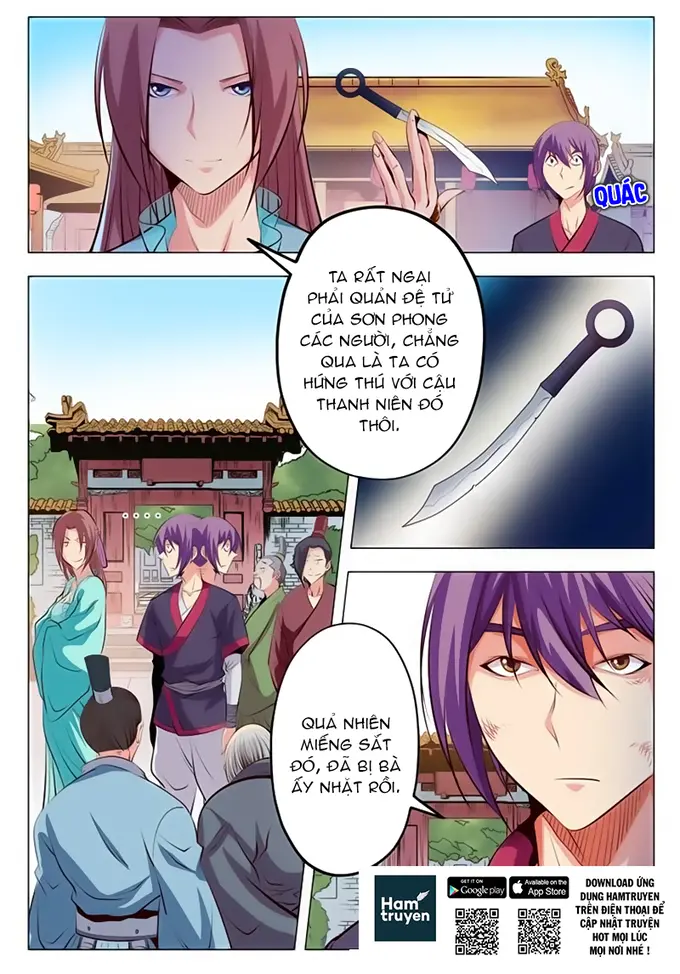 QUÁC
TA RẤT NGẠI
PHẢI QUẢN ĐỆ TỬ
CỦA SƠN PHONG
CÁC NGƯỜI, CHẲNG
QUA LÀ TA CÓ
HỨNG THÚ VỚI CẬU
THANH NIÊN ĐÓ
THÔI.
....
QUẢ NHIÊN
MIẾNG SẮT
ĐÓ, ĐÃ BỊ BÀ
ẤY NHẶT RỒI.
Ham
truyen
GET IT ON
Google play
Available on the
App Store
DOWNLOAD ỨNG
DỤNG HAMTRUYEN
TRÊN ĐIỆN THOẠI ĐỂ
CẬP NHẬT TRUYỆN
HOT MỌI LÚC
MỌI NƠI NHÉ !